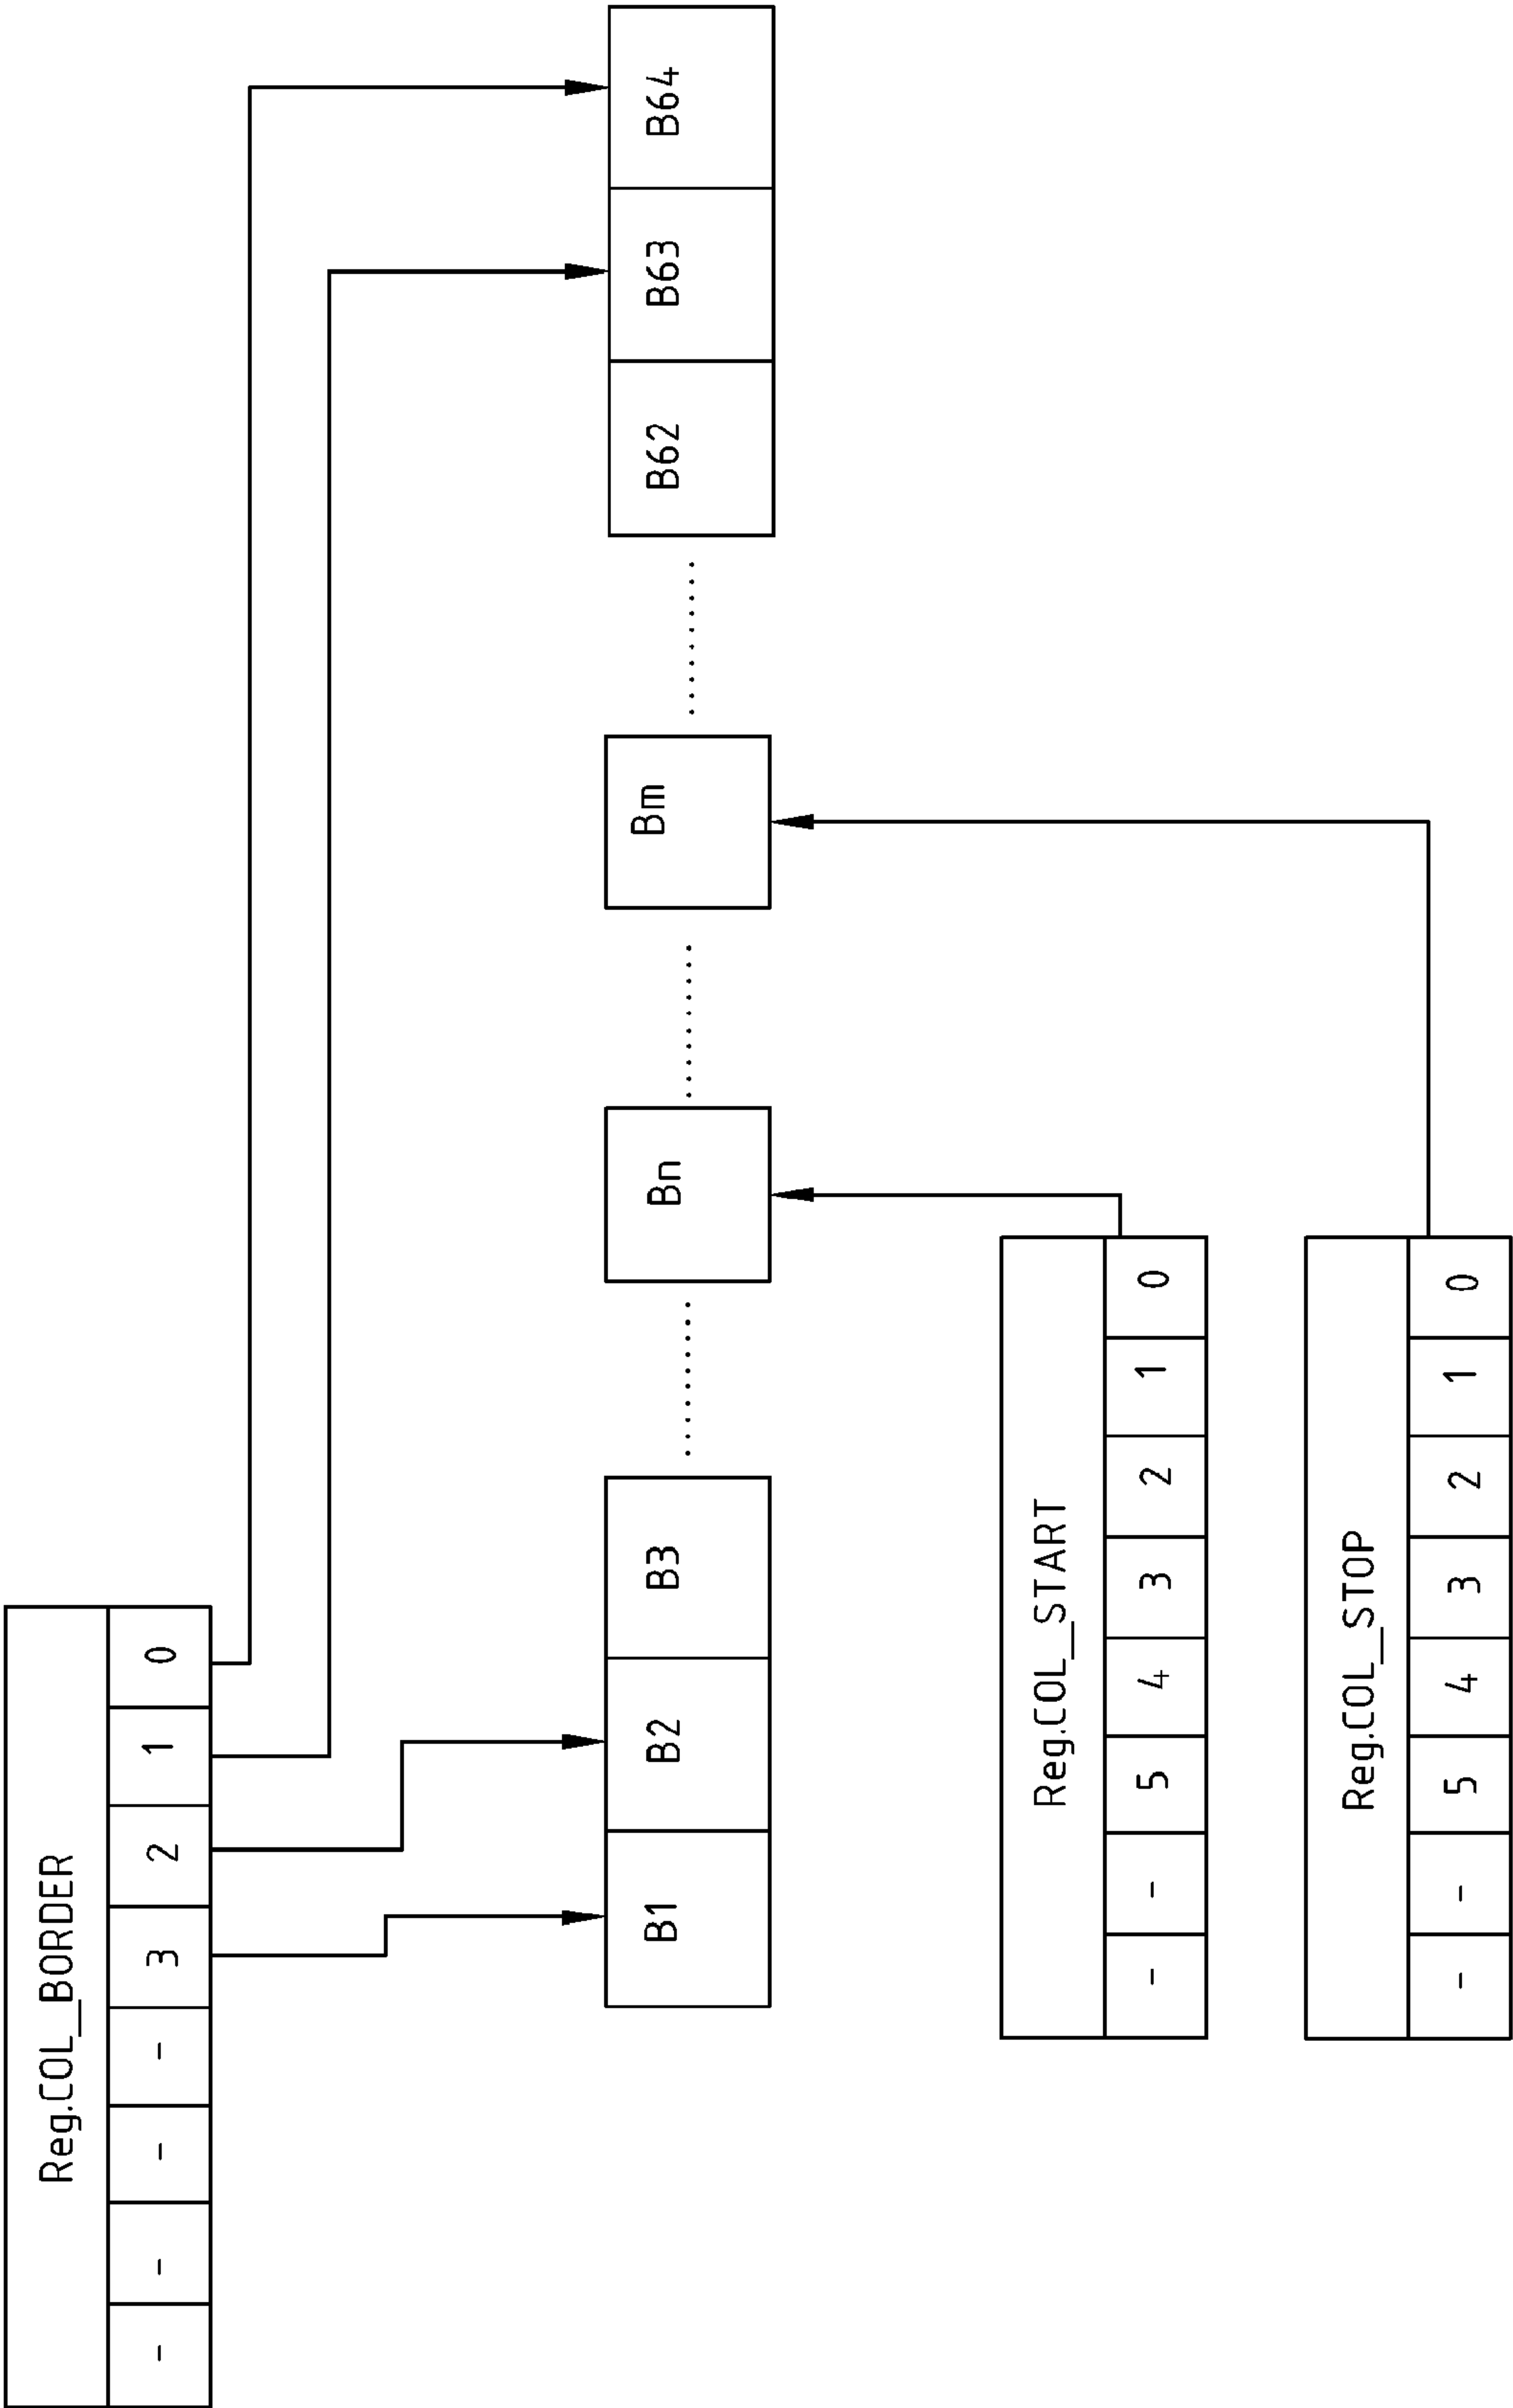 Reg.COL_BORDER
- - - - 3 2 1 0
B1 B2 B3 Bn Bm B62 B63 B64
Reg.COL_START
- - 5 4 3 2 1 0
Reg.COL_STOP
- - 5 4 3 2 1 0